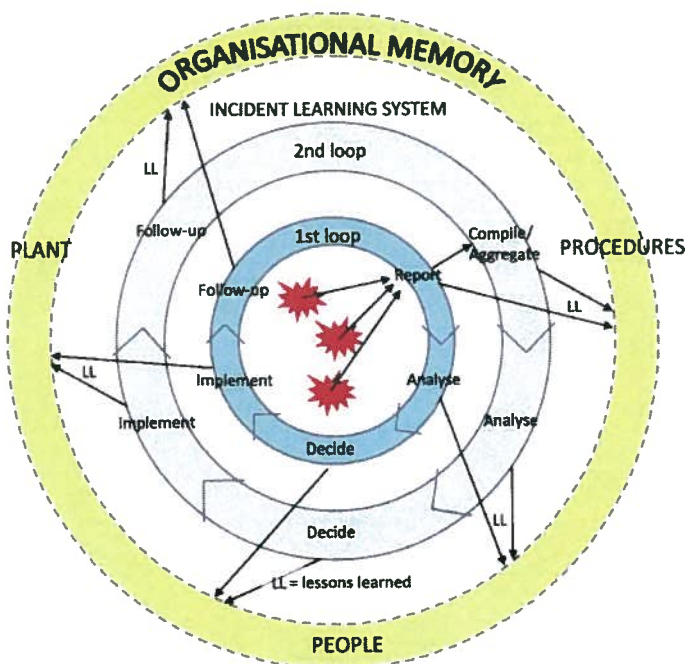 ORGANISATIONAL MEMORY
INCIDENT LEARNING SYSTEM
2nd loop
LL
Follow-up
Compile/
Aggregate
PLANT
PROCEDURES
1st loop
Report
Follow-up
LL
LL
Implement
Analyse
Implement
Analyse
Decide
LL
Decide
LL = lessons learned
PEOPLE